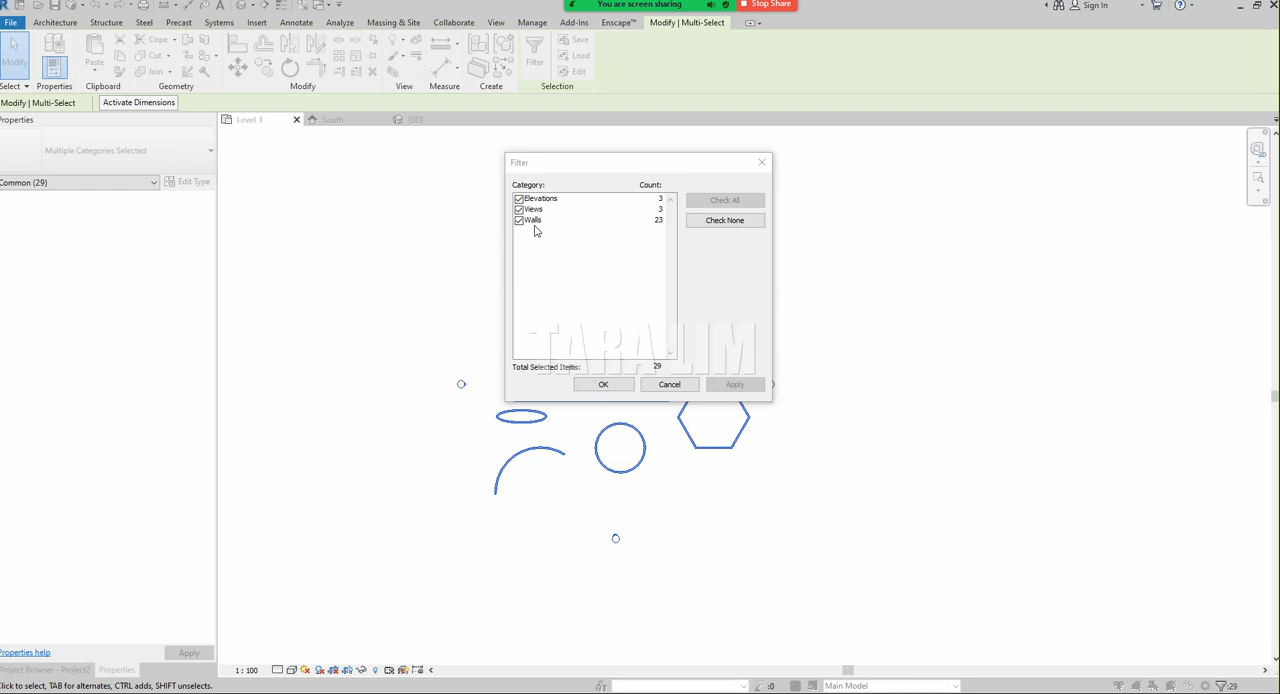 You are screen sharing
Stop Share
File
Architecture
Structure
Steel
Precast
Systems
Insert
Annotate
Analyze
Massing & Site
Collaborate
View
Manage
Add-Ins
Enscape™
Modify | Multi-Select
Sign In
Modify
Paste
Cope
Cut
Join
Filter
Save
Load
Edit
Select
Properties
Clipboard
Geometry
Modify
View
Measure
Create
Selection
Modify | Multi-Select
Activate Dimensions
Properties
Level 1
South
{3D}
Multiple Categories Selected
Common (29)
Edit Type
Filter
Category:
Count:
Elevations 3
Views 3
Walls 23
Check All
Check None
TARA LIM
Total Selected Items: 29
OK
Cancel
Apply
Properties help
Apply
Project Browser - Project2
Properties
1 : 100
Click to select, TAB for alternates, CTRL adds, SHIFT unselects.
:0
Main Model
:29